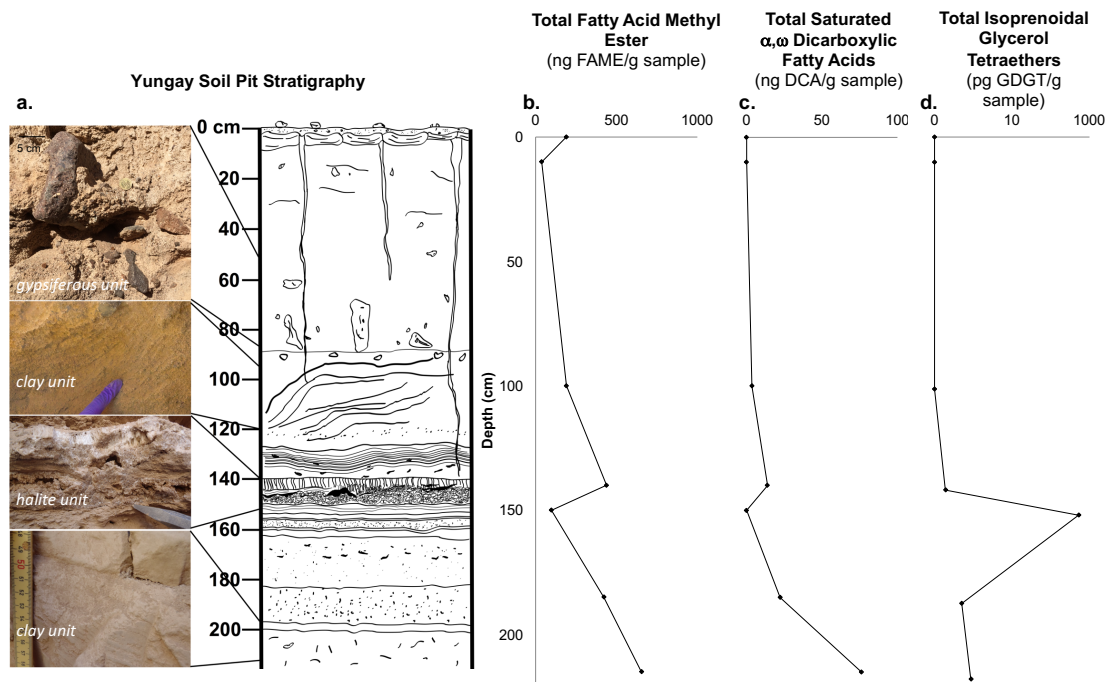 Yungay Soil Pit Stratigraphy
a.
5 cm
gypsiferous unit
clay unit
halite unit
50
clay unit
0 cm
20
40
60
80
100
120
140
160
180
200
Total Fatty Acid Methyl
Ester
(ng FAME/g sample)
b.
0 500 1000
0
50
100
150
200
Depth (cm)
Total Saturated
α,ω Dicarboxylic
Fatty Acids
(ng DCA/g sample)
c.
0 50 100
Total Isoprenoidal
Glycerol
Tetraethers
(pg GDGT/g
sample)
d.
0 10 1000